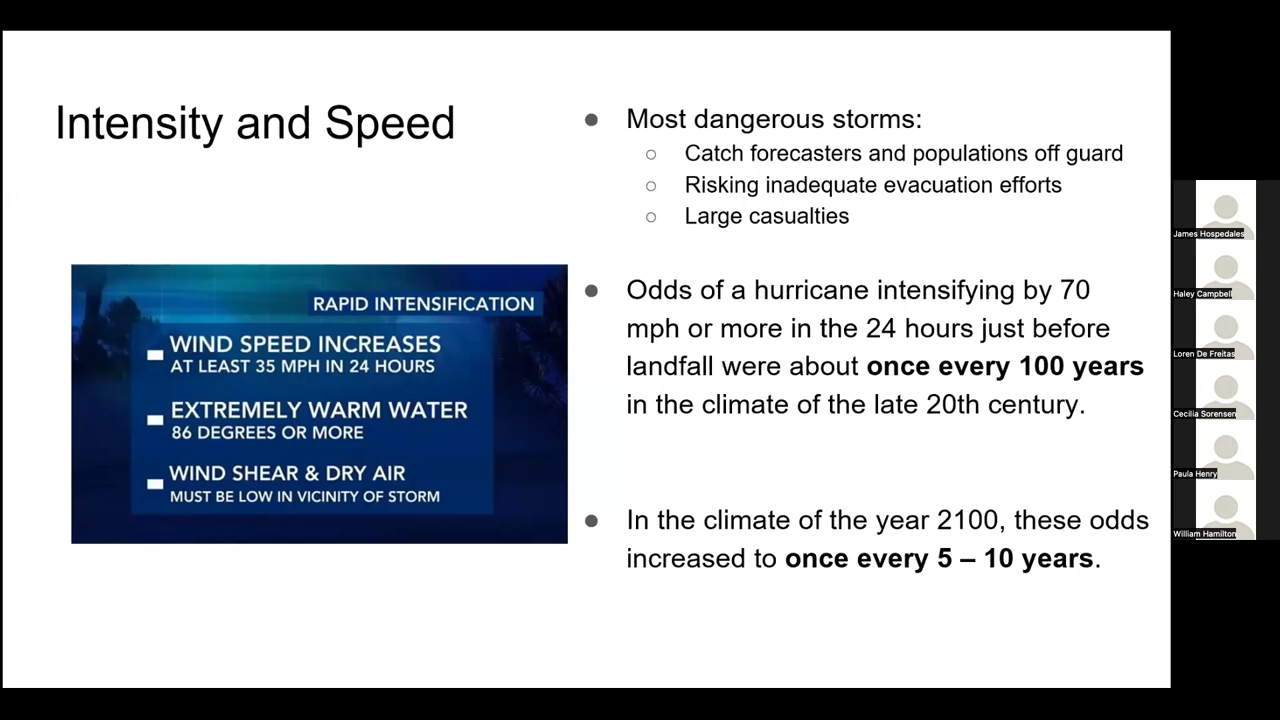 Intensity and Speed
RAPID INTENSIFICATION
WIND SPEED INCREASES
AT LEAST 35 MPH IN 24 HOURS
EXTREMELY WARM WATER
86 DEGREES OR MORE
WIND SHEAR & DRY AIR
MUST BE LOW IN VICINITY OF STORM
● Most dangerous storms:
○ Catch forecasters and populations off guard
○ Risking inadequate evacuation efforts
○ Large casualties
● Odds of a hurricane intensifying by 70
mph or more in the 24 hours just before
landfall were about once every 100 years
in the climate of the late 20th century.
● In the climate of the year 2100, these odds
increased to once every 5 – 10 years.
James Hospedales
Haley Campbell
Loren De Freitas
Cecilia Sorensen
Paula Henry
William Hamilton